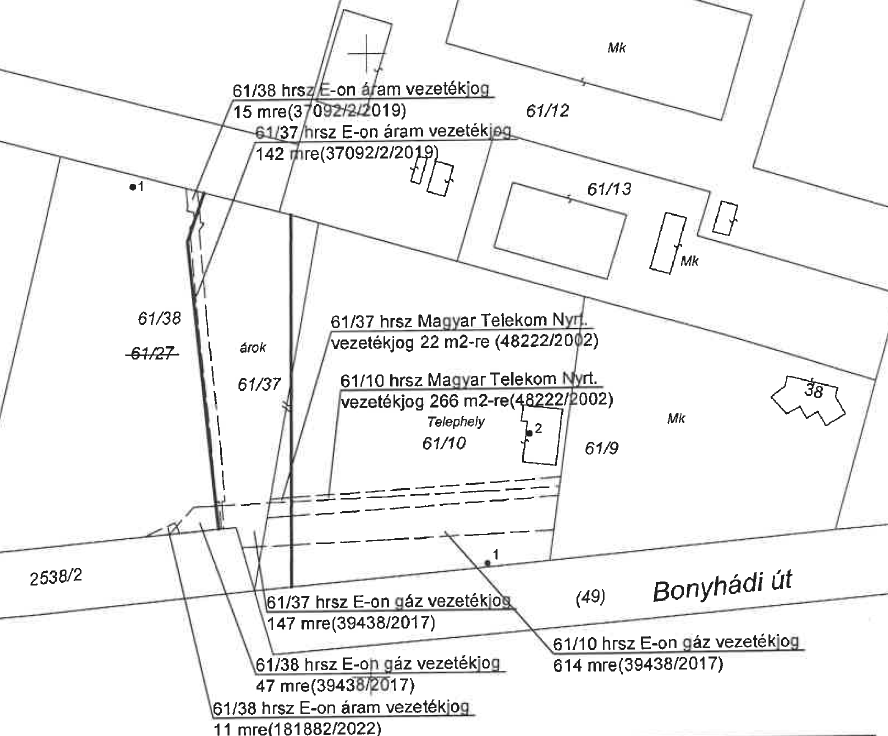 Mk
61/38 hrsz E-on áram vezetékjog
15 mre(37092/2/2019)
61/12
61/37 hrsz E-on áram vezetékjog
142 mre(37092/2/2019)
1
61/13
Mk
61/38
61/27
árok
61/37
61/37 hrsz Magyar Telekom Nyrt.
vezetékjog 22 m2-re (48222/2002)
61/10 hrsz Magyar Telekom Nyrt.
vezetékjog 266 m2-re(48222/2002)
Telephely
61/10
2
61/9
Mk
38
1
2538/2
(49)
Bonyhádi út
61/37 hrsz E-on gáz vezetékjog
147 mre(39438/2017)
61/10 hrsz E-on gáz vezetékjog
614 mre(39438/2017)
61/38 hrsz E-on gáz vezetékjog
47 mre(39438/2017)
61/38 hrsz E-on áram vezetékjog
11 mre(181882/2022)